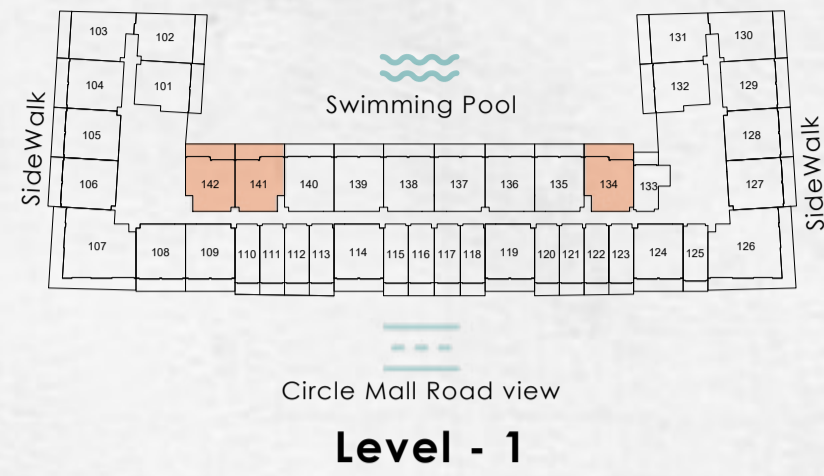 103 102
131 130
104 101
132 129
Swimming Pool
SideWalk
SideWalk
105
128
106 142 141 140 139 138 137 136 135 134 133 127
107 108 109 110 111 112 113 114 115 116 117 118 119 120 121 122 123 124 125 126
Circle Mall Road view
Level - 1